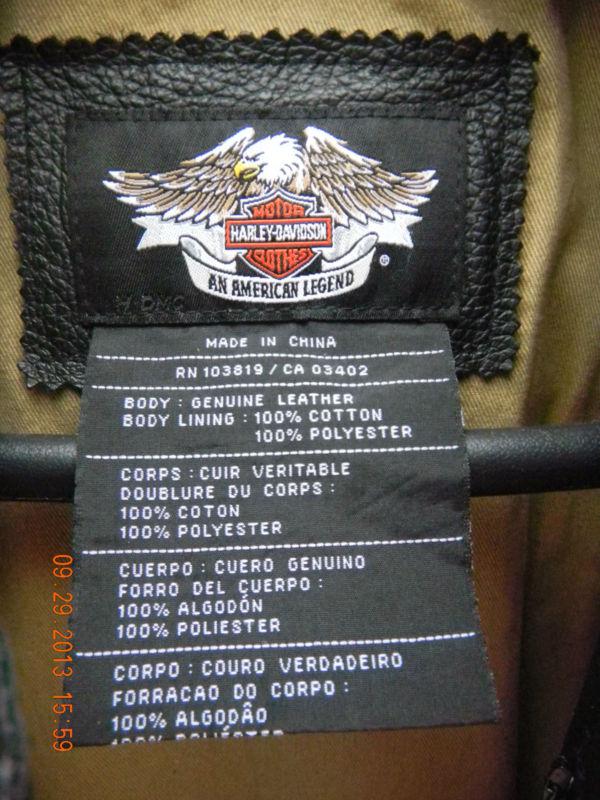 MOTOR
HARLEY-DAVIDSON
CLOTHES
AN AMERICAN LEGEND
®
MADE IN CHINA
RN 103819 / CA 03402
BODY : GENUINE LEATHER
BODY LINING : 100% COTTON
100% POLYESTER
CORPS : CUIR VERITABLE
DOUBLURE DU CORPS :
100% COTON
100% POLYESTER
CUERPO : CUERO GENUINO
FORRO DEL CUERPO :
100% ALGODÓN
100% POLIESTER
CORPO : COURO VERDADEIRO
FORRACAO DO CORPO :
100% ALGODÂO
100% POLIÉSTER
09.29.2013 15:59